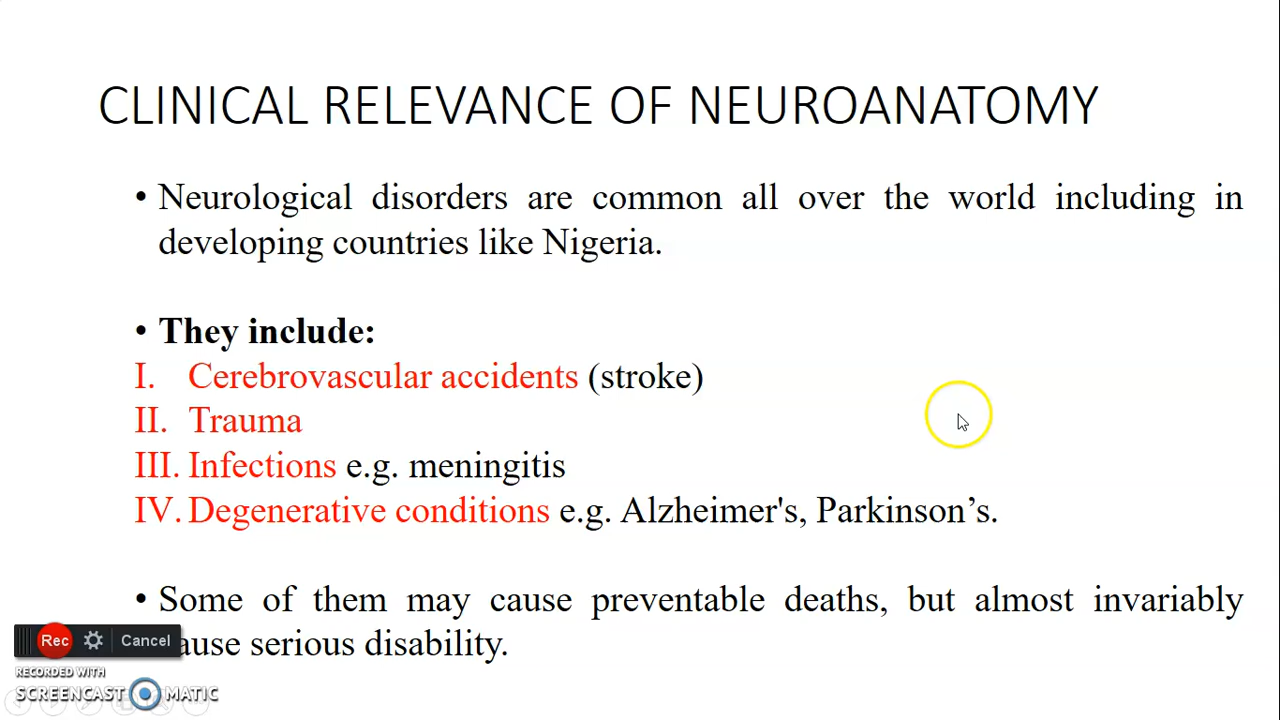 CLINICAL RELEVANCE OF NEUROANATOMY
• Neurological disorders are common all over the world including in
developing countries like Nigeria.
• They include:
I. Cerebrovascular accidents (stroke)
II. Trauma
III. Infections e.g. meningitis
IV. Degenerative conditions e.g. Alzheimer's, Parkinson’s.
• Some of them may cause preventable deaths, but almost invariably
ause serious disability.
Rec Cancel
RECORDED WITH
SCREENCAST MATIC